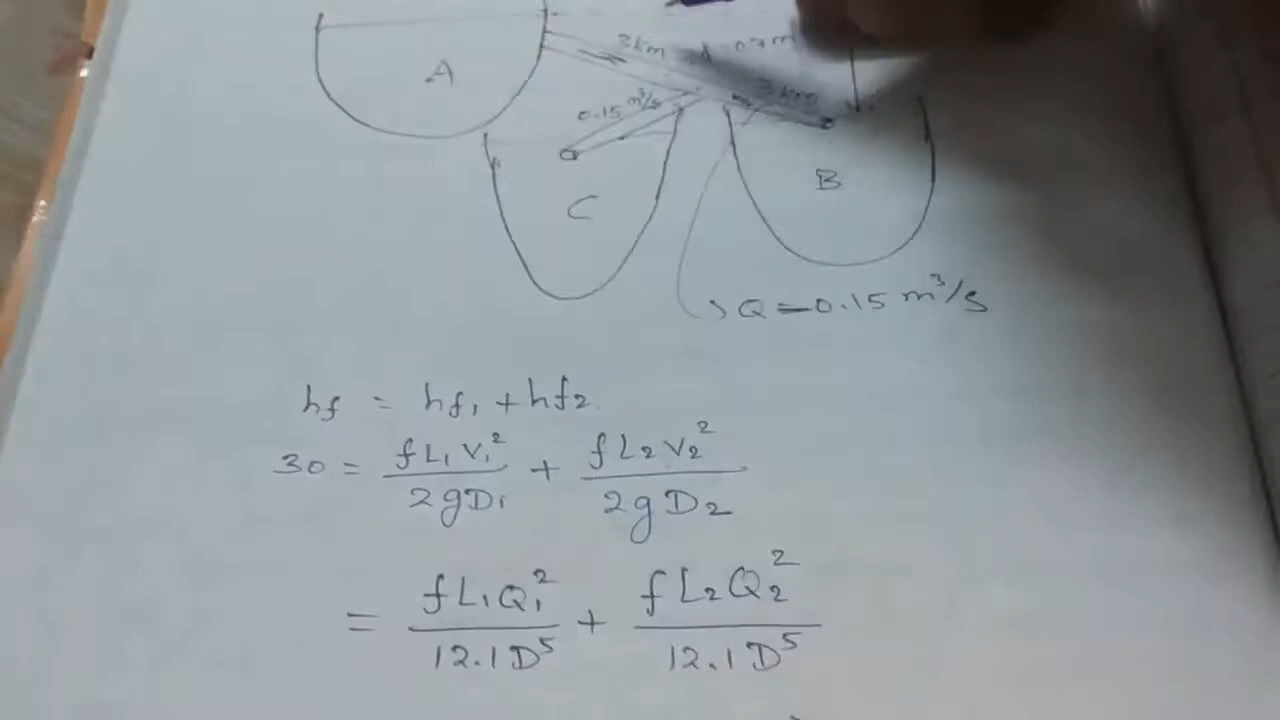 A
2km
0.15 m³/s
B
C
Q = 0.15 m³/s
hf = hf₁ + hf₂.
30 = fL₁V₁²/2gD₁ + fL₂V₂²/2gD₂
= fL₁Q₁²/12.1D⁵ + fL₂Q₂²/12.1D⁵